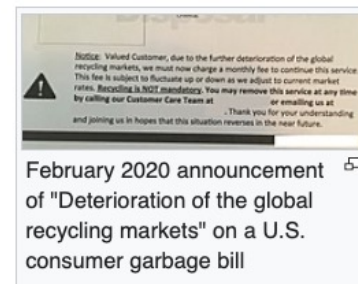 Disposal
Notice: Valued Customer, due to the further deterioration of the global
recycling markets, we must now charge a monthly fee to continue this service.
This fee is subject to fluctuate up or down as we adjust to current market
rates. Recycling is NOT mandatory. You may remove this service at any time
by calling our Customer Care Team at or emailing us at
. Thank you for your understanding
and joining us in hopes that this situation reverses in the near future.
February 2020 announcement
of "Deterioration of the global
recycling markets" on a U.S.
consumer garbage bill